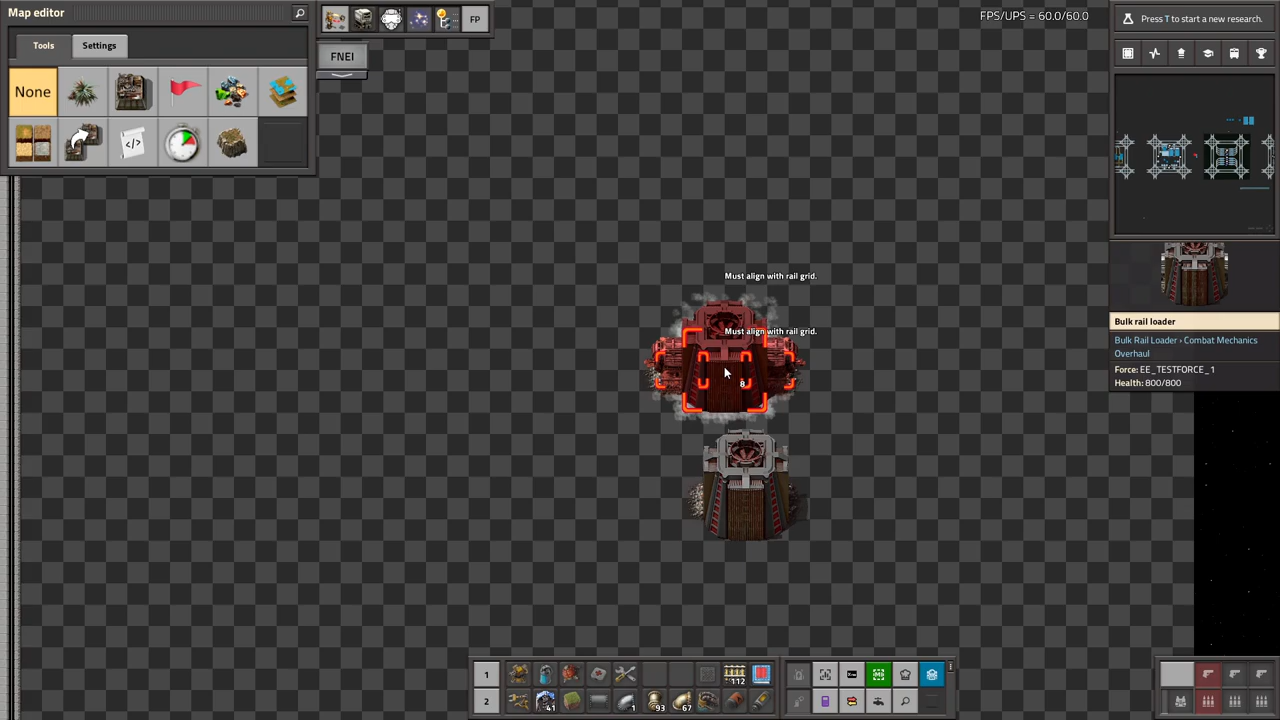 Map editor
FP
FPS/UPS = 60.0/60.0
Press T to start a new research.
Tools
Settings
FNEI
None
</>
Must align with rail grid.
Must align with rail grid.
8
Bulk rail loader
Bulk Rail Loader › Combat Mechanics
Overhaul
Force: EE_TESTFORCE_1
Health: 800/800
1
112
2
41
1
93
67